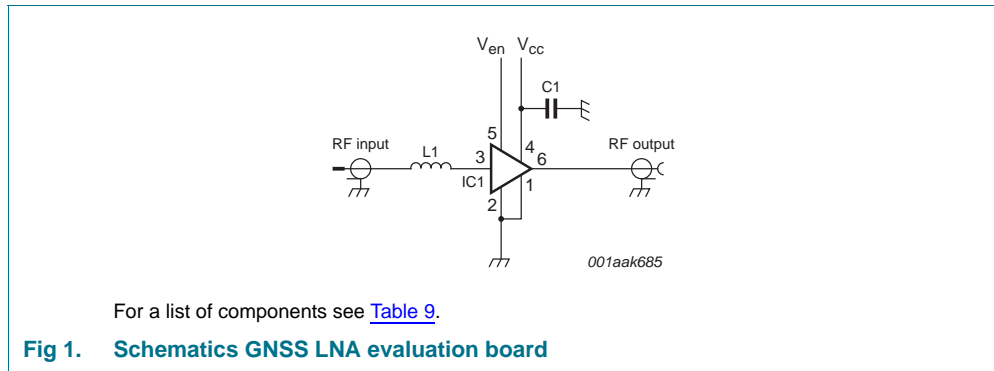 Ven Vcc
C1
5
4
RF input
L1
3
6
RF output
IC1
1
2
001aak685
For a list of components see Table 9.
Fig 1. Schematics GNSS LNA evaluation board